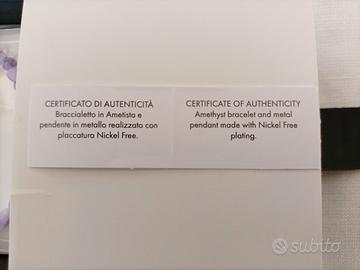 CERTIFICATO DI AUTENTICITÀ
Braccialetto in Ametista e
pendente in metallo realizzato con
placcatura Nickel Free.
CERTIFICATE OF AUTHENTICITY
Amethyst bracelet and metal
pendant made with Nickel Free
plating.
subito